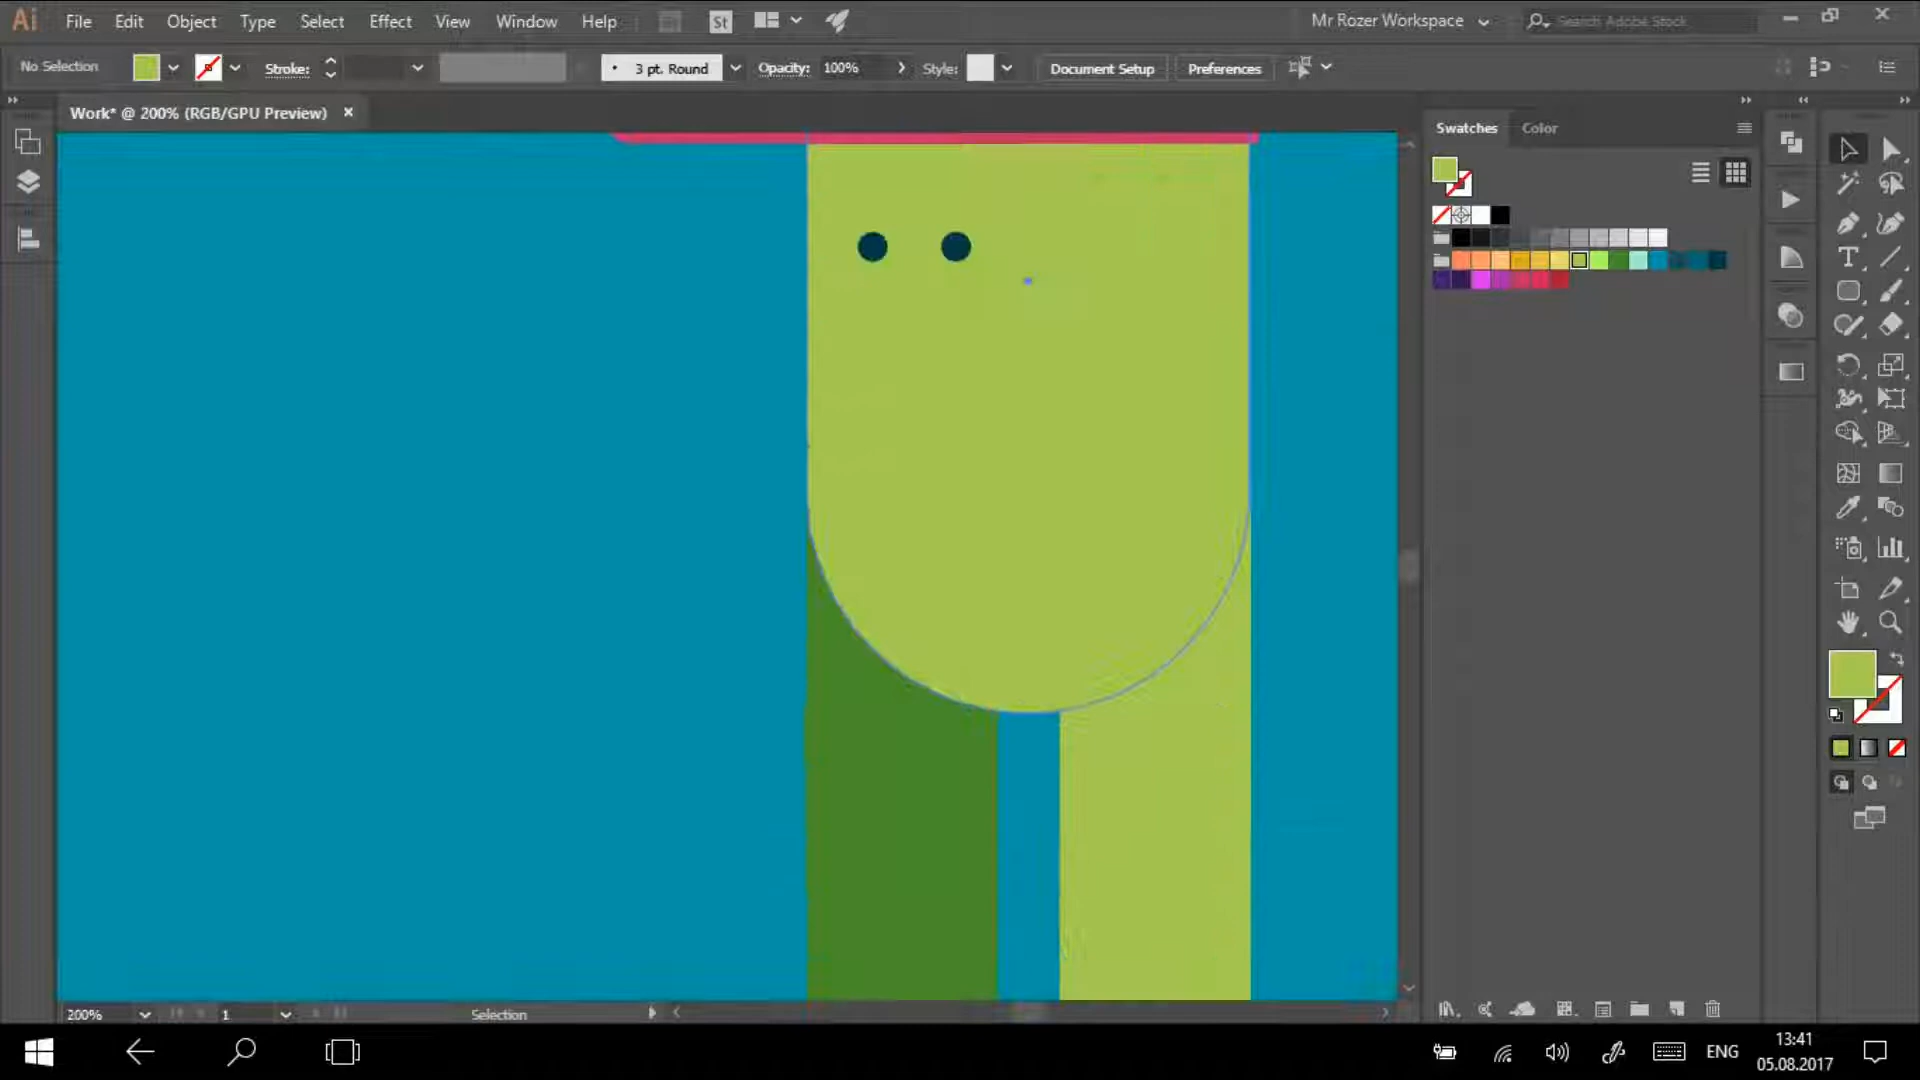 Ai File Edit Object Type Select Effect View Window Help St Mr Rozer Workspace Search Adobe Stock
No Selection Stroke: 3 pt. Round Opacity: 100% Style: Document Setup Preferences
Work* @ 200% (RGB/GPU Preview)
Swatches Color
200% 1 Selection
ENG 13:41
05.08.2017